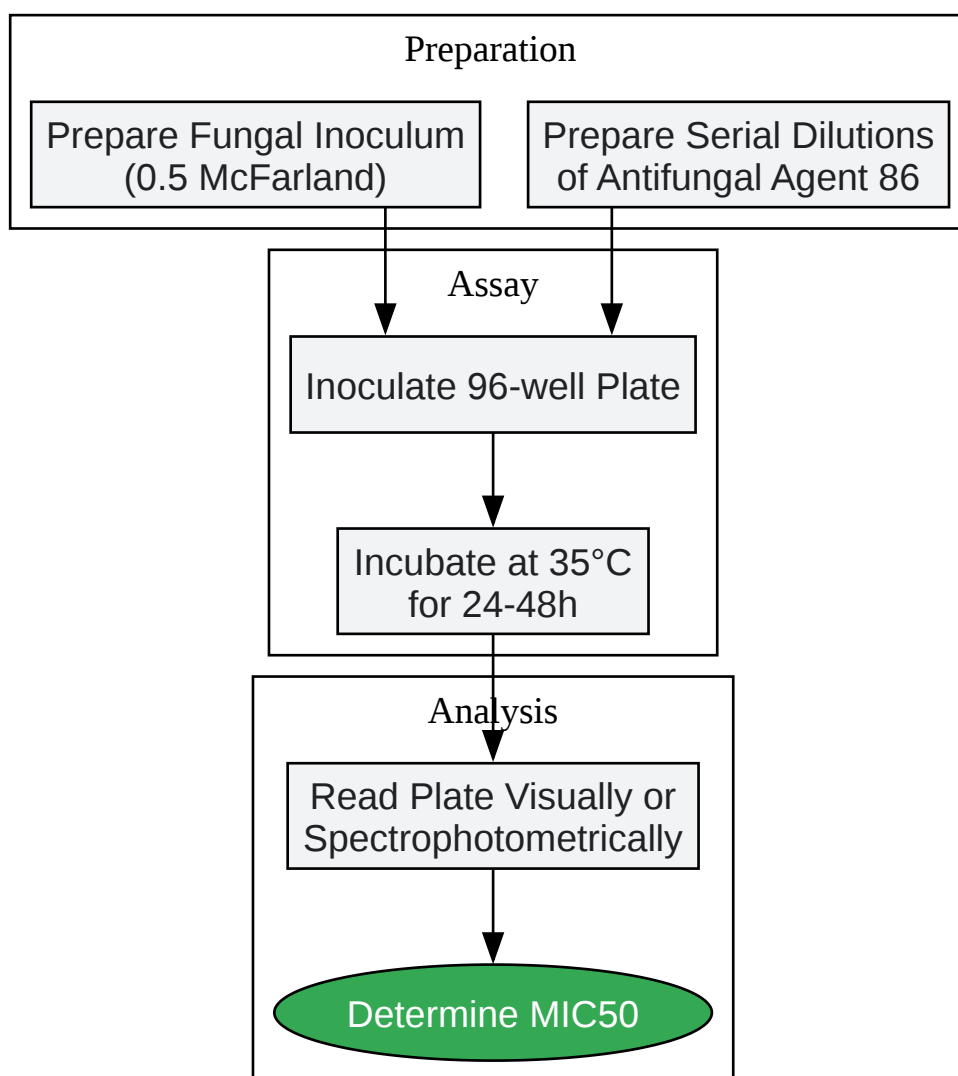 Preparation
Prepare Fungal Inoculum
(0.5 McFarland)
Prepare Serial Dilutions
of Antifungal Agent 86
Assay
Inoculate 96-well Plate
Incubate at 35°C
for 24-48h
Analysis
Read Plate Visually or
Spectrophotometrically
Determine MIC50